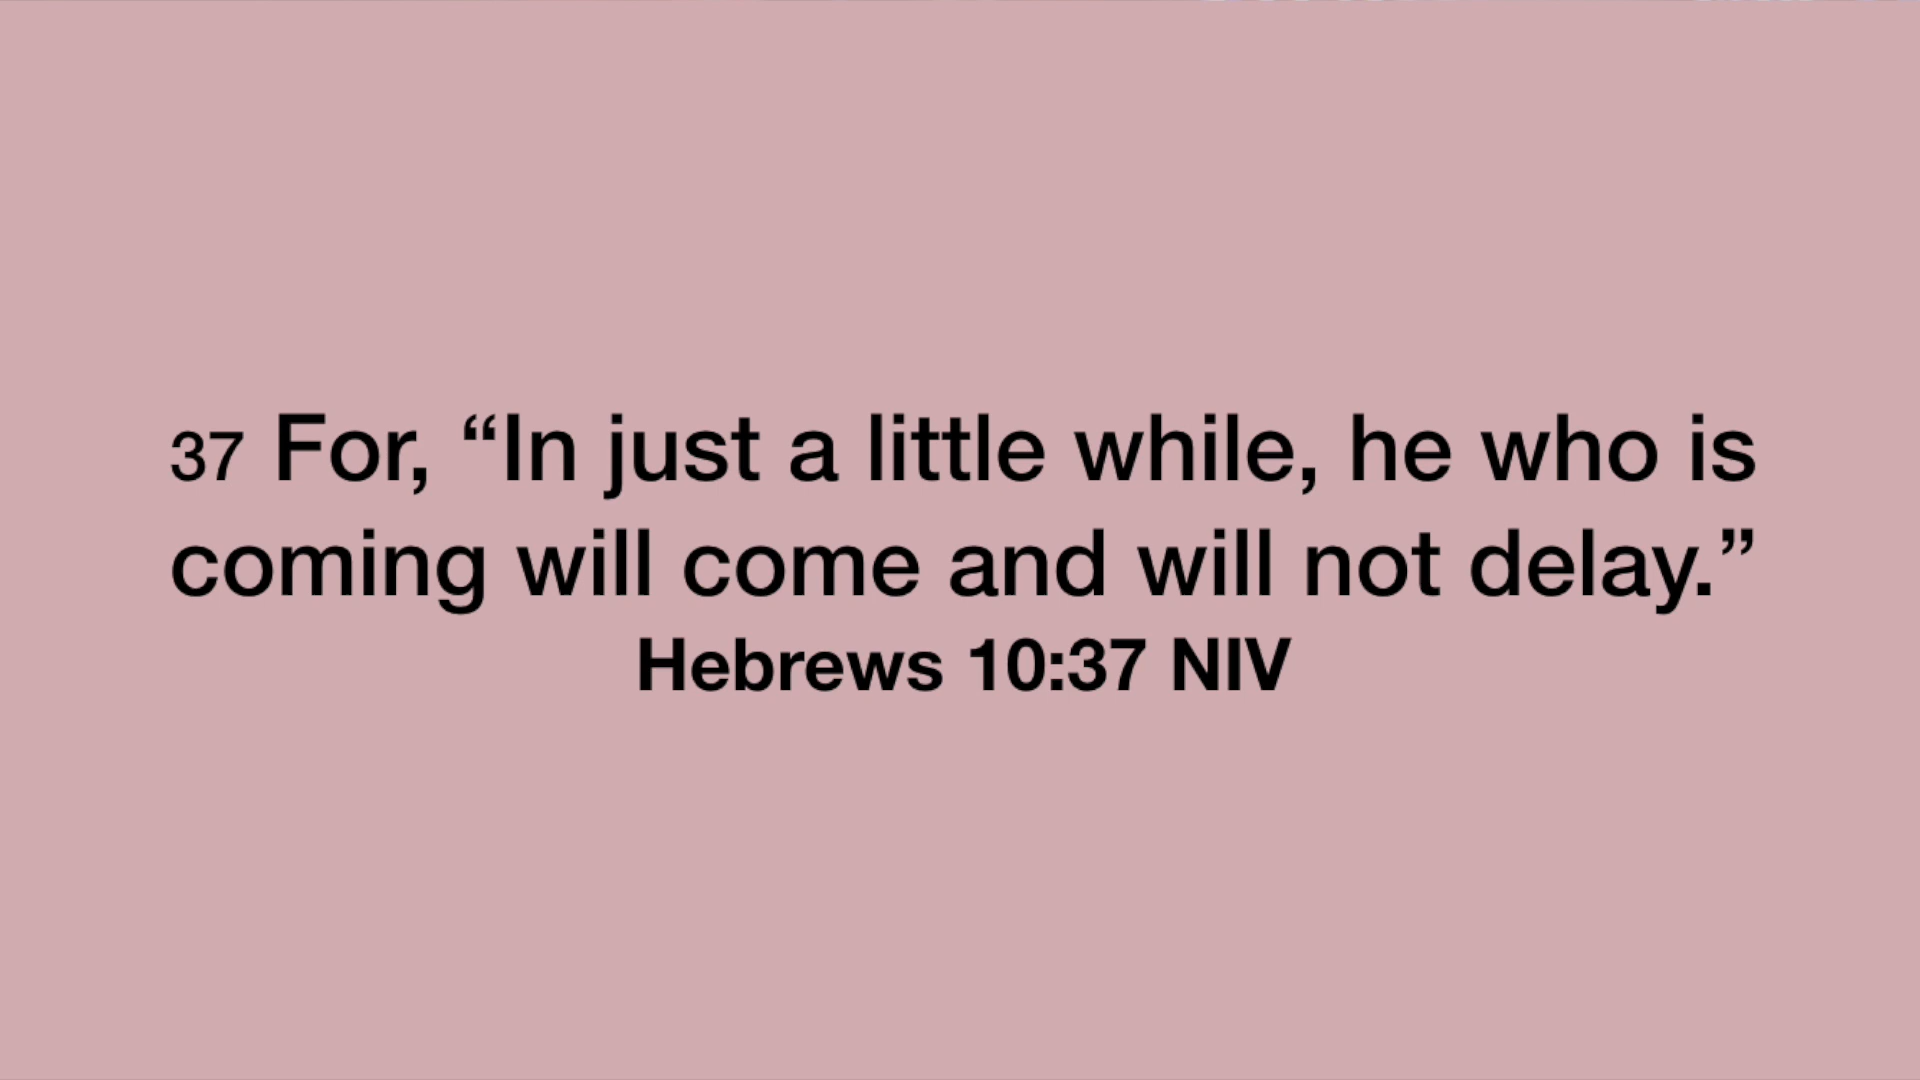 37 For, “In just a little while, he who is
coming will come and will not delay.”
Hebrews 10:37 NIV